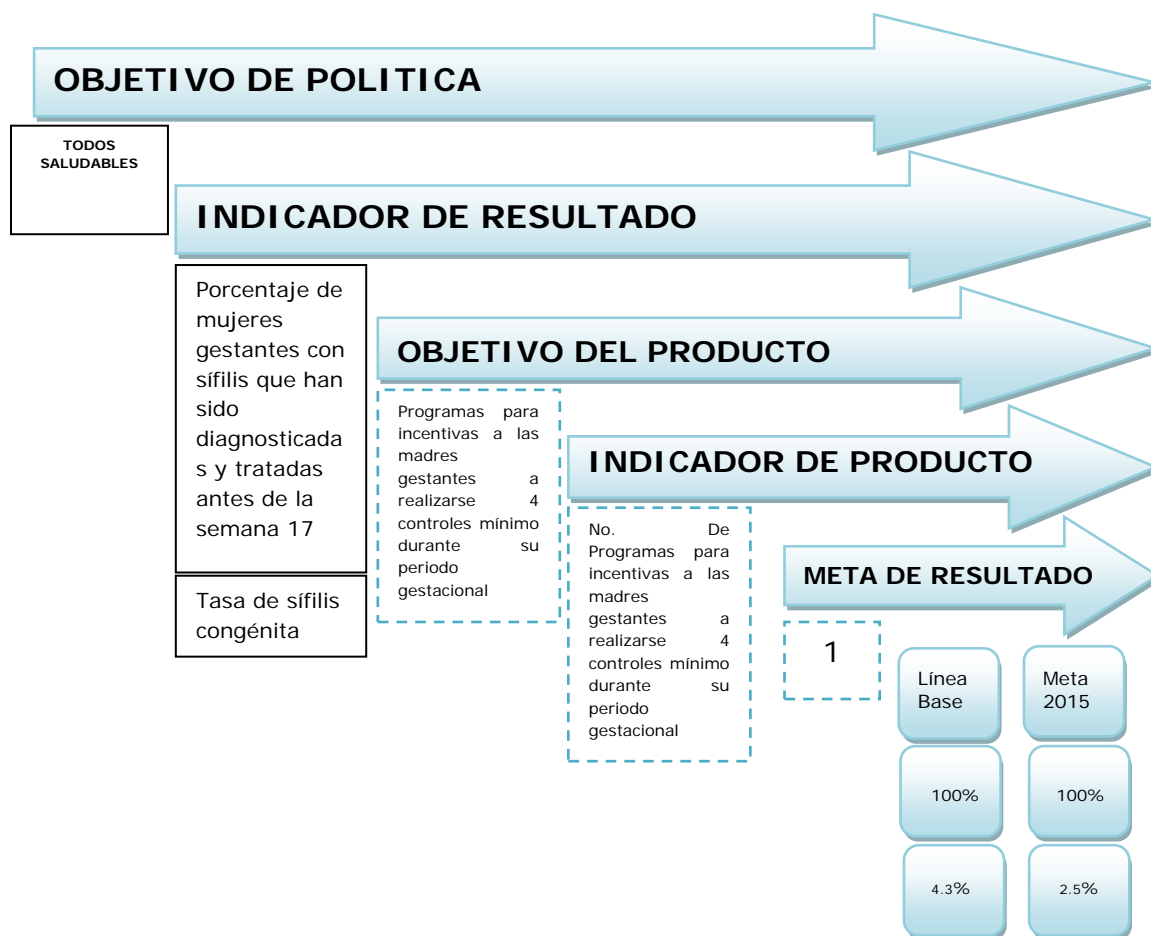 OBJETIVO DE POLITICA
TODOS
SALUDABLES
INDICADOR DE RESULTADO
Porcentaje de
mujeres
gestantes con
sífilis que han
sido
diagnosticada
s y tratadas
antes de la
semana 17
Tasa de sífilis
congénita
OBJETIVO DEL PRODUCTO
Programas para
incentivas a las
madres
gestantes a
realizarse 4
controles mínimo
durante su
periodo
gestacional
INDICADOR DE PRODUCTO
No. De
Programas para
incentivas a las
madres
gestantes a
realizarse 4
controles mínimo
durante su
periodo
gestacional
META DE RESULTADO
1
Línea
Base
Meta
2015
100%
100%
4.3%
2.5%